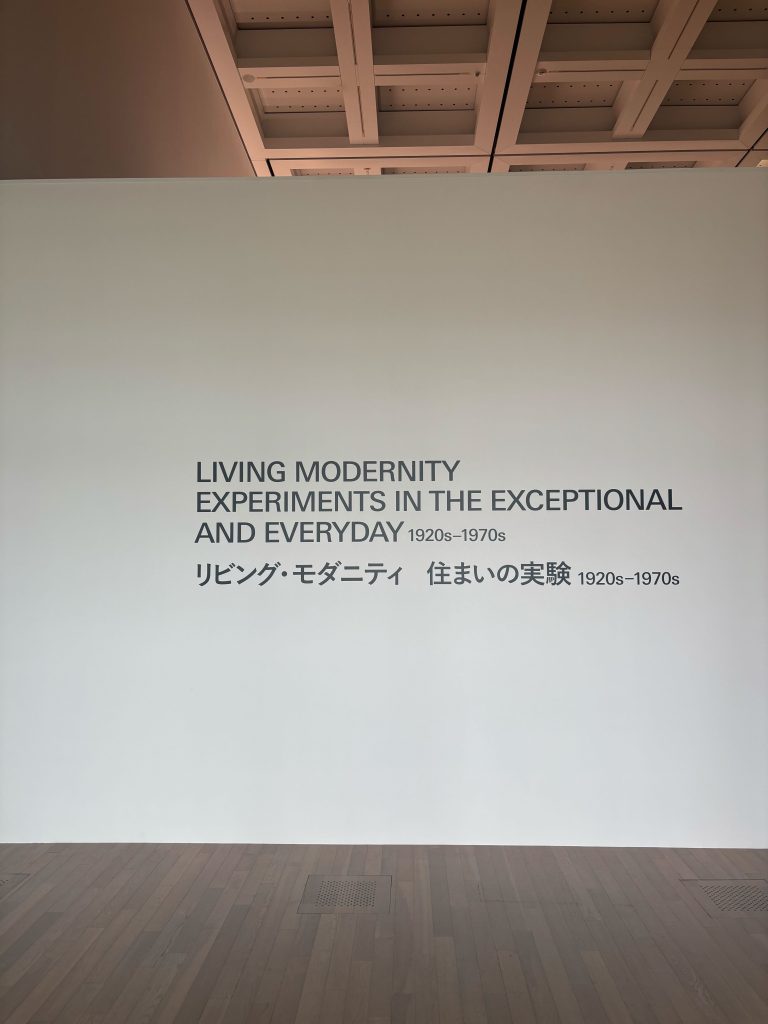 LIVING MODERNITY
EXPERIMENTS IN THE EXCEPTIONAL
AND EVERYDAY 1920s–1970s
リビング・モダニティ　住まいの実験 1920s–1970s